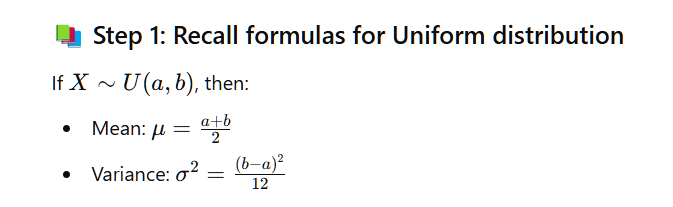 📚 Step 1: Recall formulas for Uniform distribution
If X ∼ U(a, b), then:
• Mean: μ = (a+b)/2
• Variance: σ² = (b−a)²/12